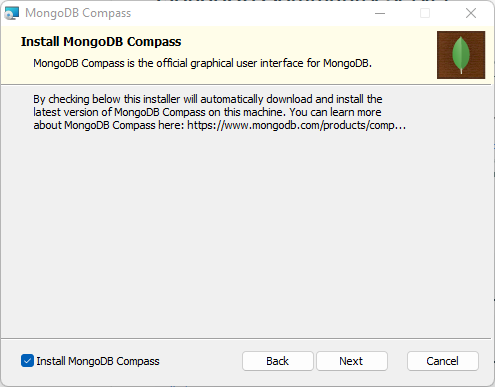 MongoDB Compass
Install MongoDB Compass
MongoDB Compass is the official graphical user interface for MongoDB.
By checking below this installer will automatically download and install the
latest version of MongoDB Compass on this machine. You can learn more
about MongoDB Compass here: https://www.mongodb.com/products/comp...
Install MongoDB Compass
Back
Next
Cancel